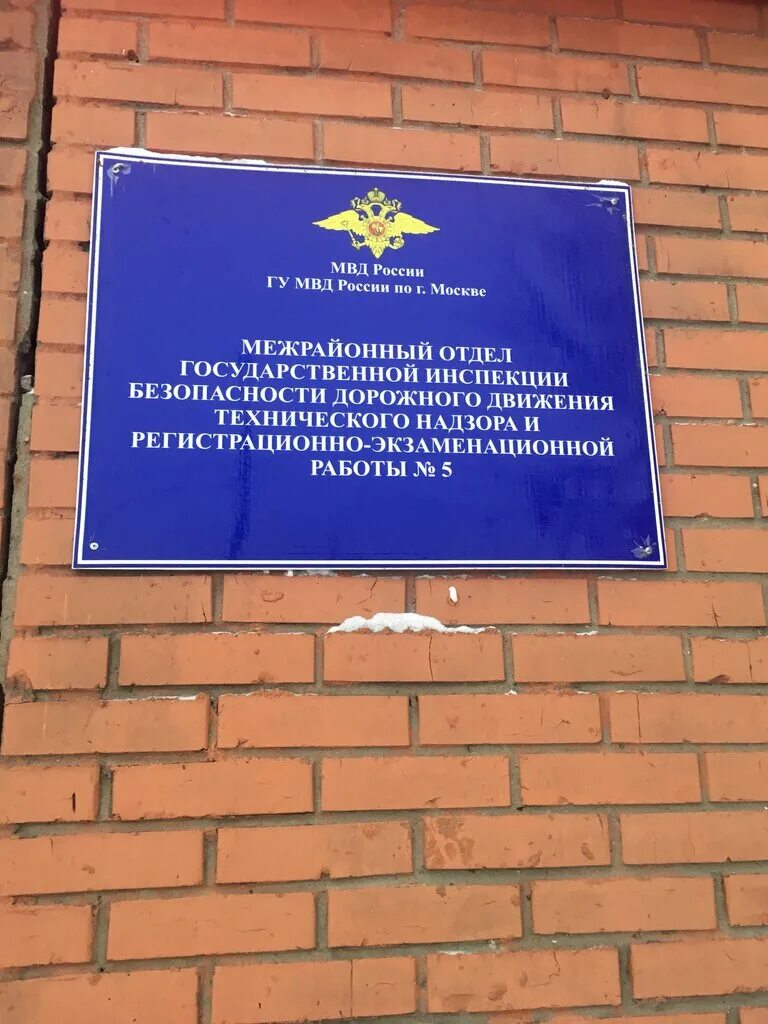 МВД России
ГУ МВД России по г. Москве
МЕЖРАЙОННЫЙ ОТДЕЛ
ГОСУДАРСТВЕННОЙ ИНСПЕКЦИИ
БЕЗОПАСНОСТИ ДОРОЖНОГО ДВИЖЕНИЯ
ТЕХНИЧЕСКОГО НАДЗОРА И
РЕГИСТРАЦИОННО-ЭКЗАМЕНАЦИОННОЙ
РАБОТЫ № 5